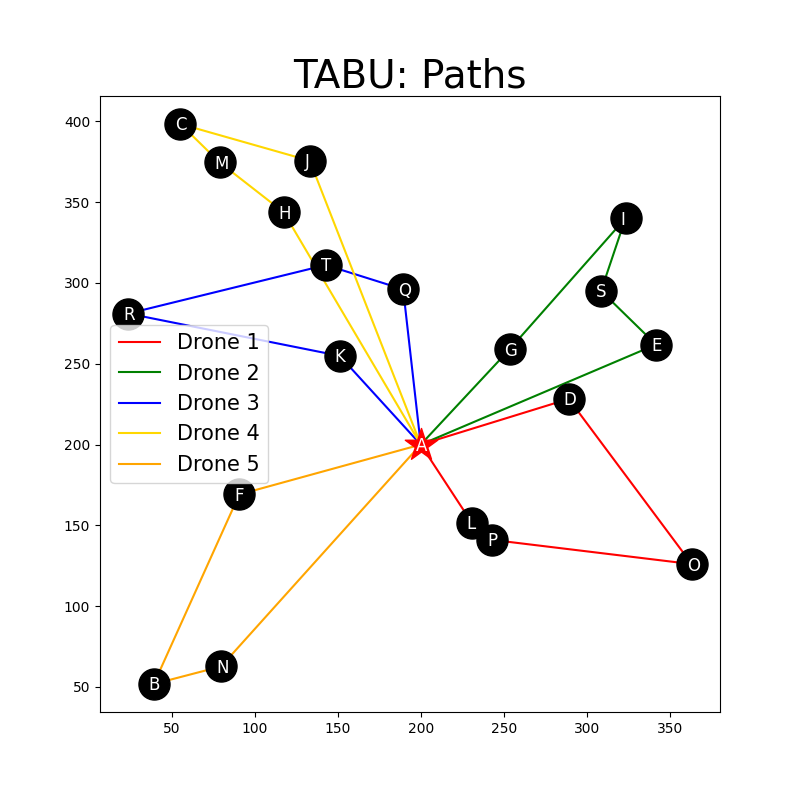 TABU: Paths
400
350
300
250
200
150
100
50
50 100 150 200 250 300 350
C
M
J
H
I
T
Q
S
R
E
G
K
D
A
F
L
P
O
N
B
Drone 1
Drone 2
Drone 3
Drone 4
Drone 5